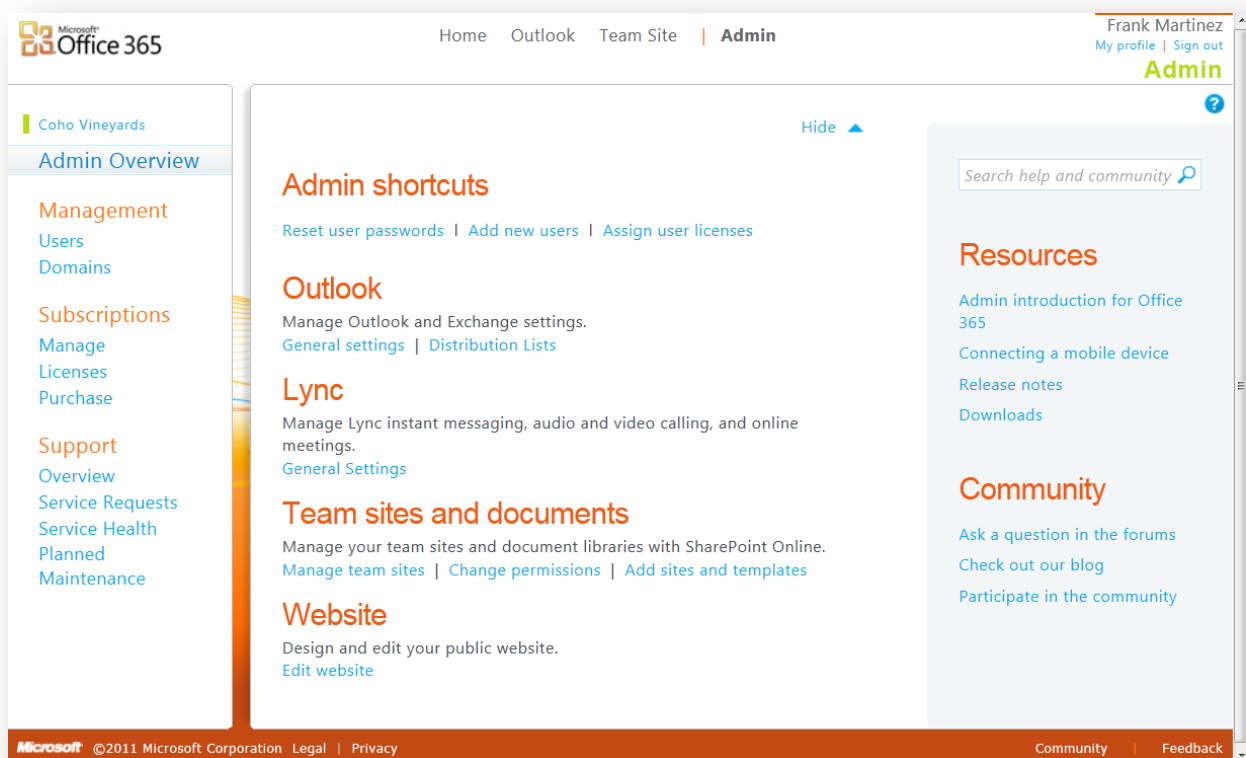 Microsoft®
Office 365
Home Outlook Team Site | Admin
Frank Martinez
My profile | Sign out
Admin
Coho Vineyards
Admin Overview
Management
Users
Domains
Subscriptions
Manage
Licenses
Purchase
Support
Overview
Service Requests
Service Health
Planned
Maintenance
Hide
Admin shortcuts
Reset user passwords | Add new users | Assign user licenses
Outlook
Manage Outlook and Exchange settings.
General settings | Distribution Lists
Lync
Manage Lync instant messaging, audio and video calling, and online
meetings.
General Settings
Team sites and documents
Manage your team sites and document libraries with SharePoint Online.
Manage team sites | Change permissions | Add sites and templates
Website
Design and edit your public website.
Edit website
?
Search help and community
Resources
Admin introduction for Office
365
Connecting a mobile device
Release notes
Downloads
Community
Ask a question in the forums
Check out our blog
Participate in the community
Microsoft ©2011 Microsoft Corporation Legal | Privacy
Community | Feedback